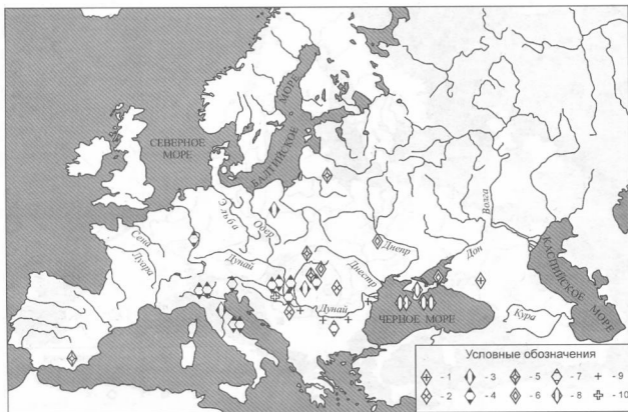 СЕВЕРНОЕ
МОРЕ
БАЛТИЙСКОЕ МОРЕ
Эльба
Одер
Сена
Луара
Дунай
Днестр
Днепр
Дунай
Дон
Волга
Кура
ЧЕРНОЕ МОРЕ
КАСПИЙСКОЕ МОРЕ
Условные обозначения
- 1 - 3 - 5 - 7 - 9
- 2 - 4 - 6 - 8 - 10